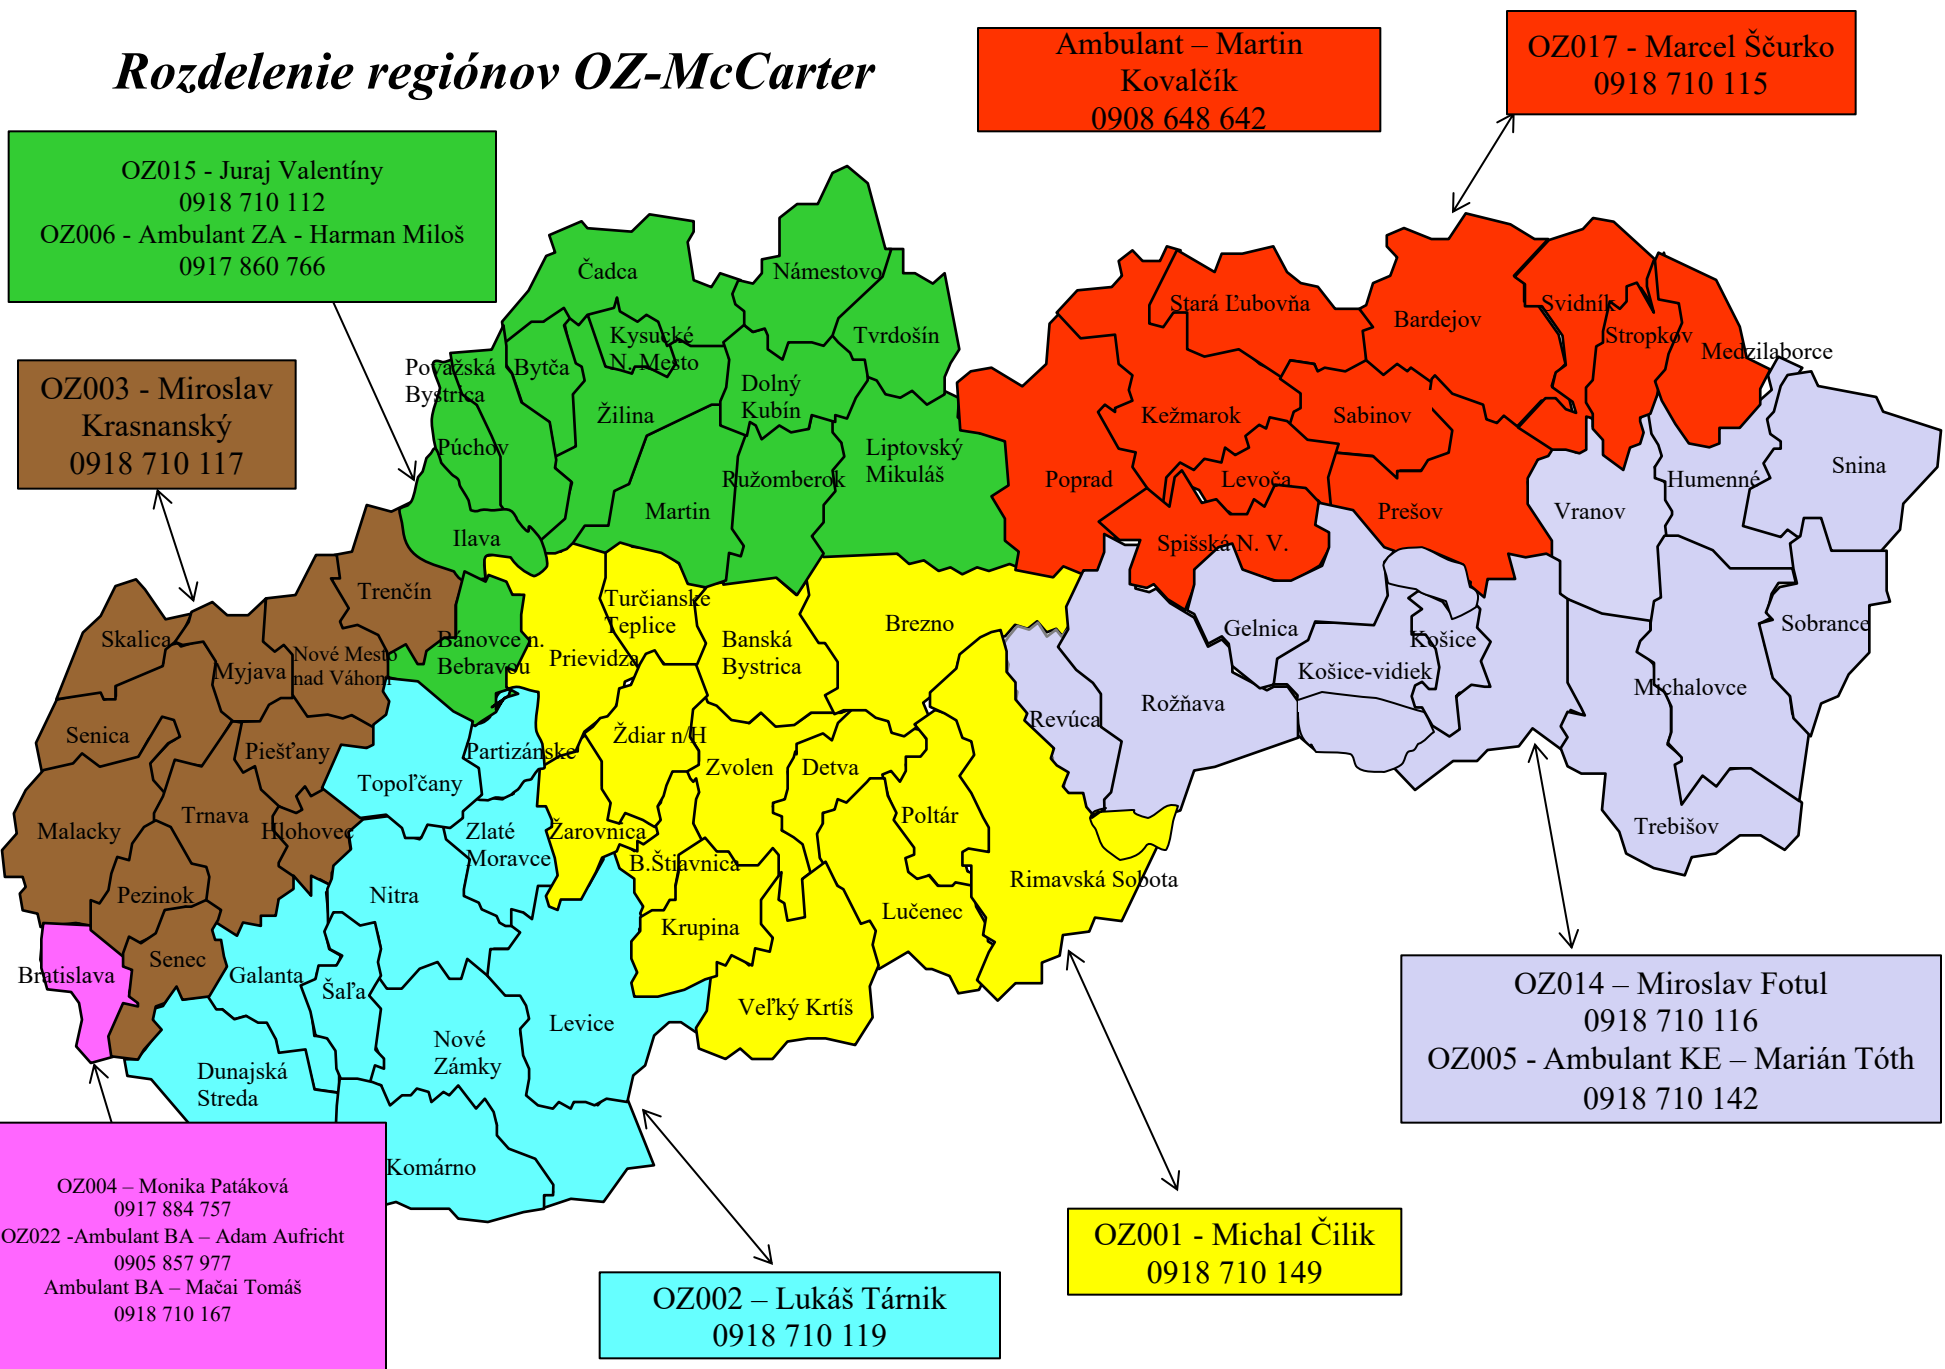 Rozdelenie regiónov OZ-McCarter
Ambulant – Martin
Kovalčík
0908 648 642
OZ017 - Marcel Ščurko
0918 710 115
OZ015 - Juraj Valentíny
0918 710 112
OZ006 - Ambulant ZA - Harman Miloš
0917 860 766
OZ003 - Miroslav
Krasnanský
0918 710 117
Čadca
Námestovo
Kysucké
N. Mesto
Tvrdošín
Považská
Bystrica
Bytča
Dolný
Kubín
Žilina
Púchov
Liptovský
Mikuláš
Ružomberok
Martin
Ilava
Bánovce n.
Bebravou
Stará Ľubovňa
Bardejov
Svidník
Stropkov
Medzilaborce
Kežmarok
Sabinov
Poprad
Levoča
Prešov
Spišská N. V.
Snina
Humenné
Vranov
Gelnica
Košice
Košice-vidiek
Sobrance
Michalovce
Rožňava
Revúca
Trebišov
Trenčín
Skalica
Myjava
Nové Mesto
nad Váhom
Senica
Piešťany
Malacky
Trnava
Hlohovec
Pezinok
Senec
Bratislava
Turčianske
Teplice
Prievidza
Banská
Bystrica
Brezno
Ždiar n/H
Zvolen
Detva
Poltár
Žarovnica
B.Štiavnica
Krupina
Lučenec
Rimavská Sobota
Veľký Krtíš
Partizánske
Topoľčany
Zlaté
Moravce
Nitra
Galanta
Šaľa
Levice
Nové
Zámky
Dunajská
Streda
Komárno
OZ014 – Miroslav Fotul
0918 710 116
OZ005 - Ambulant KE – Marián Tóth
0918 710 142
OZ004 – Monika Patáková
0917 884 757
OZ022 -Ambulant BA – Adam Aufricht
0905 857 977
Ambulant BA – Mačai Tomáš
0918 710 167
OZ001 - Michal Čilik
0918 710 149
OZ002 – Lukáš Tárnik
0918 710 119